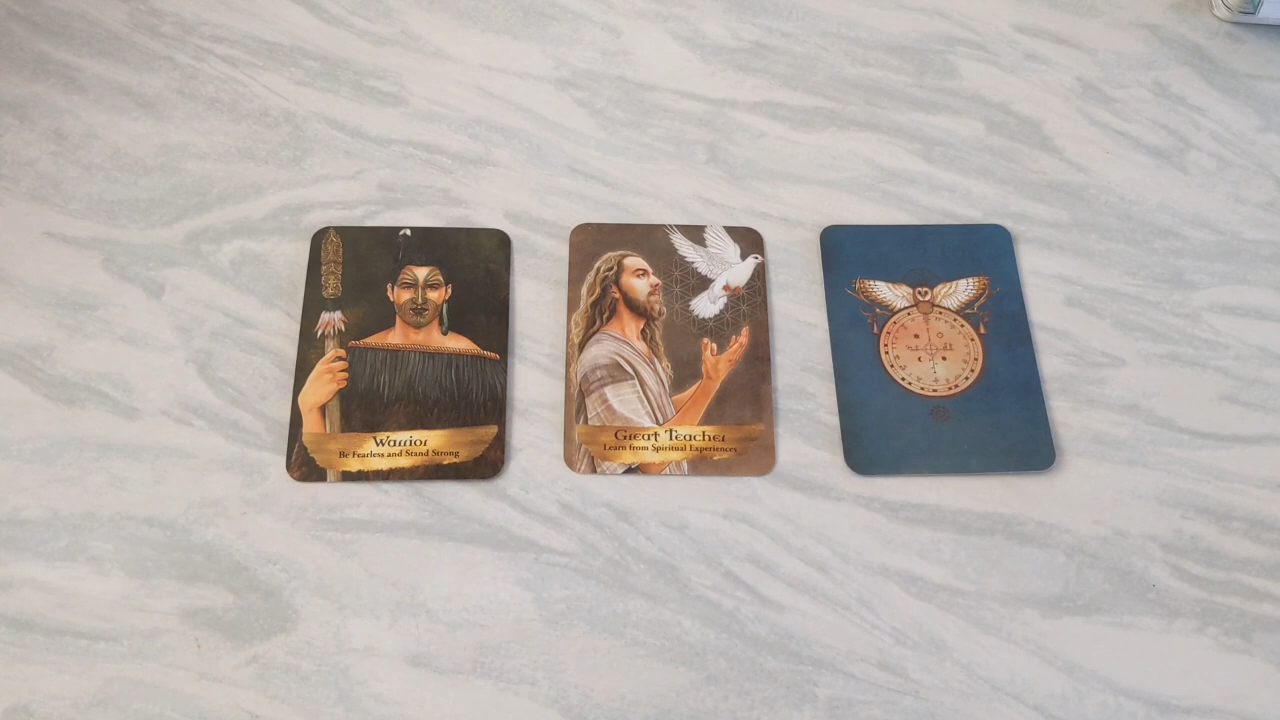 Warrior
Be Fearless and Stand Strong
Great Teacher
Learn from Spiritual Experiences